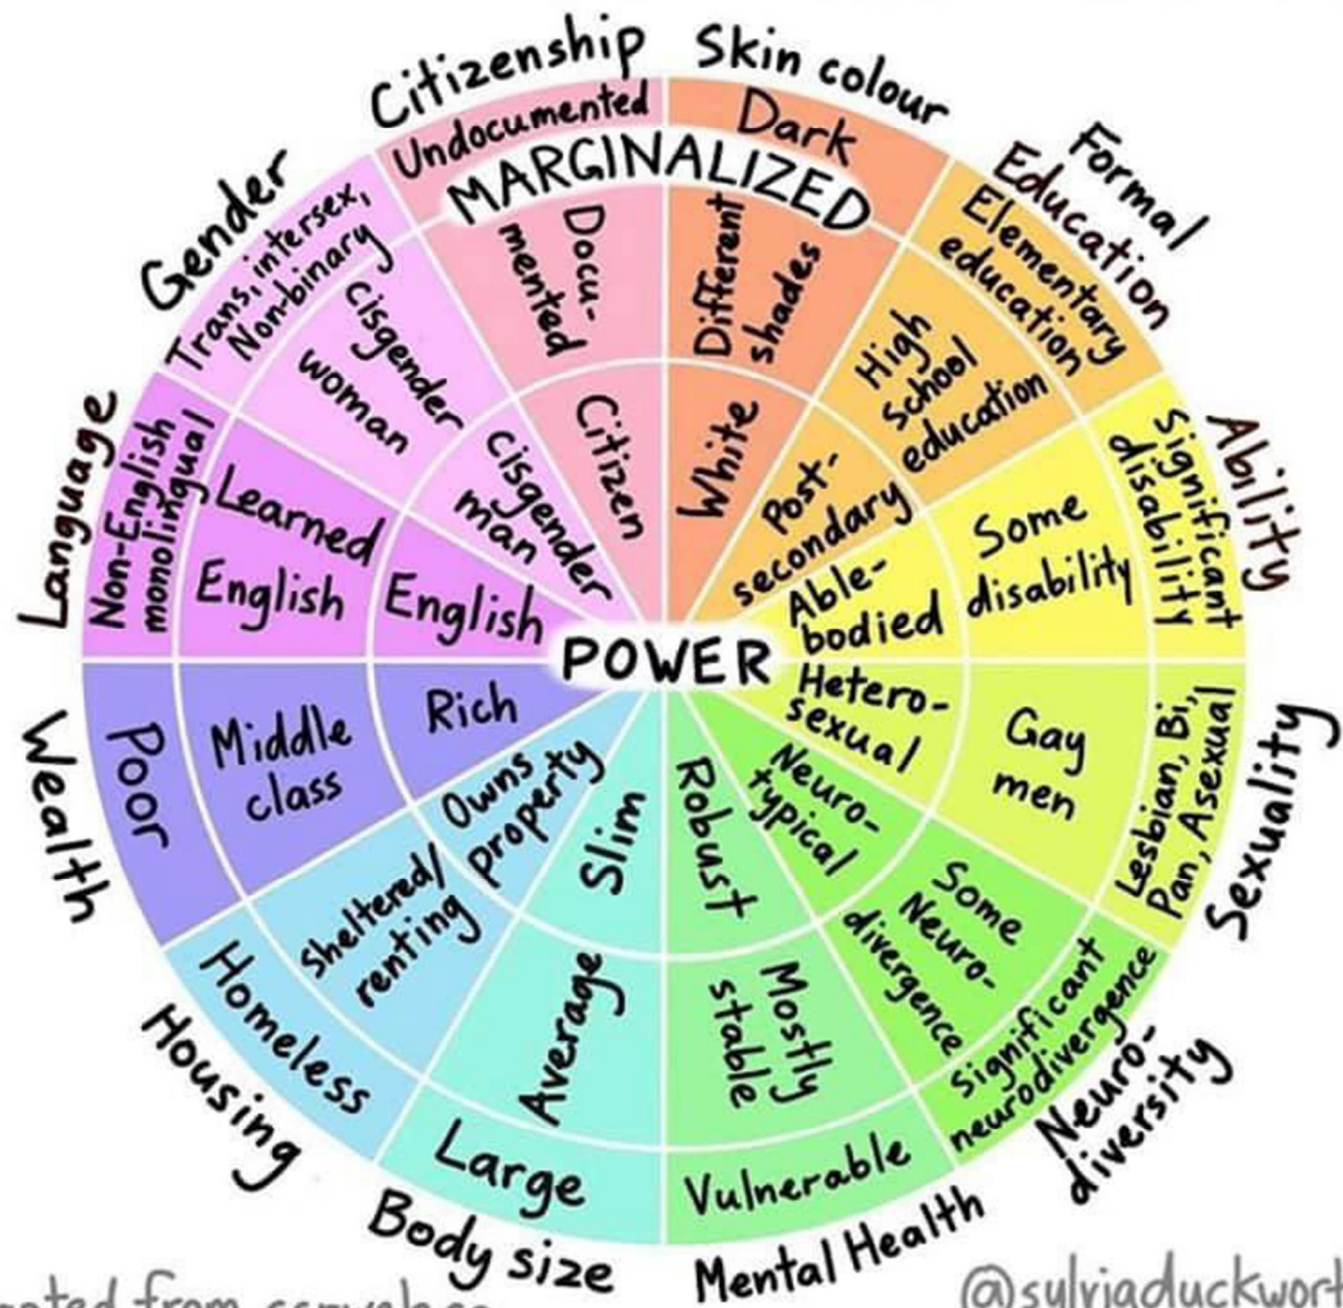 Citizenship
Undocumented
Docu-
mented
Citizen
Skin colour
Dark
Different
shades
White
Formal
Education
Elementary
education
High
school
education
Post-
secondary
Ability
Significant
disability
Some
disability
Able-
bodied
Sexuality
Lesbian, Bi,
Pan, Asexual
Gay
men
Hetero-
sexual
Neuro-
diversity
Significant
neurodivergence
Some
Neuro-
divergence
Neuro-
typical
Mental Health
Vulnerable
Mostly
stable
Robust
Body size
Large
Average
Slim
Housing
Homeless
Sheltered/
renting
Owns
property
Wealth
Poor
Middle
class
Rich
Language
Non-English
monolingual
Learned
English
English
Gender
Trans, intersex,
Non-binary
Cisgender
woman
Cisgender
man
MARGINALIZED
POWER
from
@sylviaduckwort